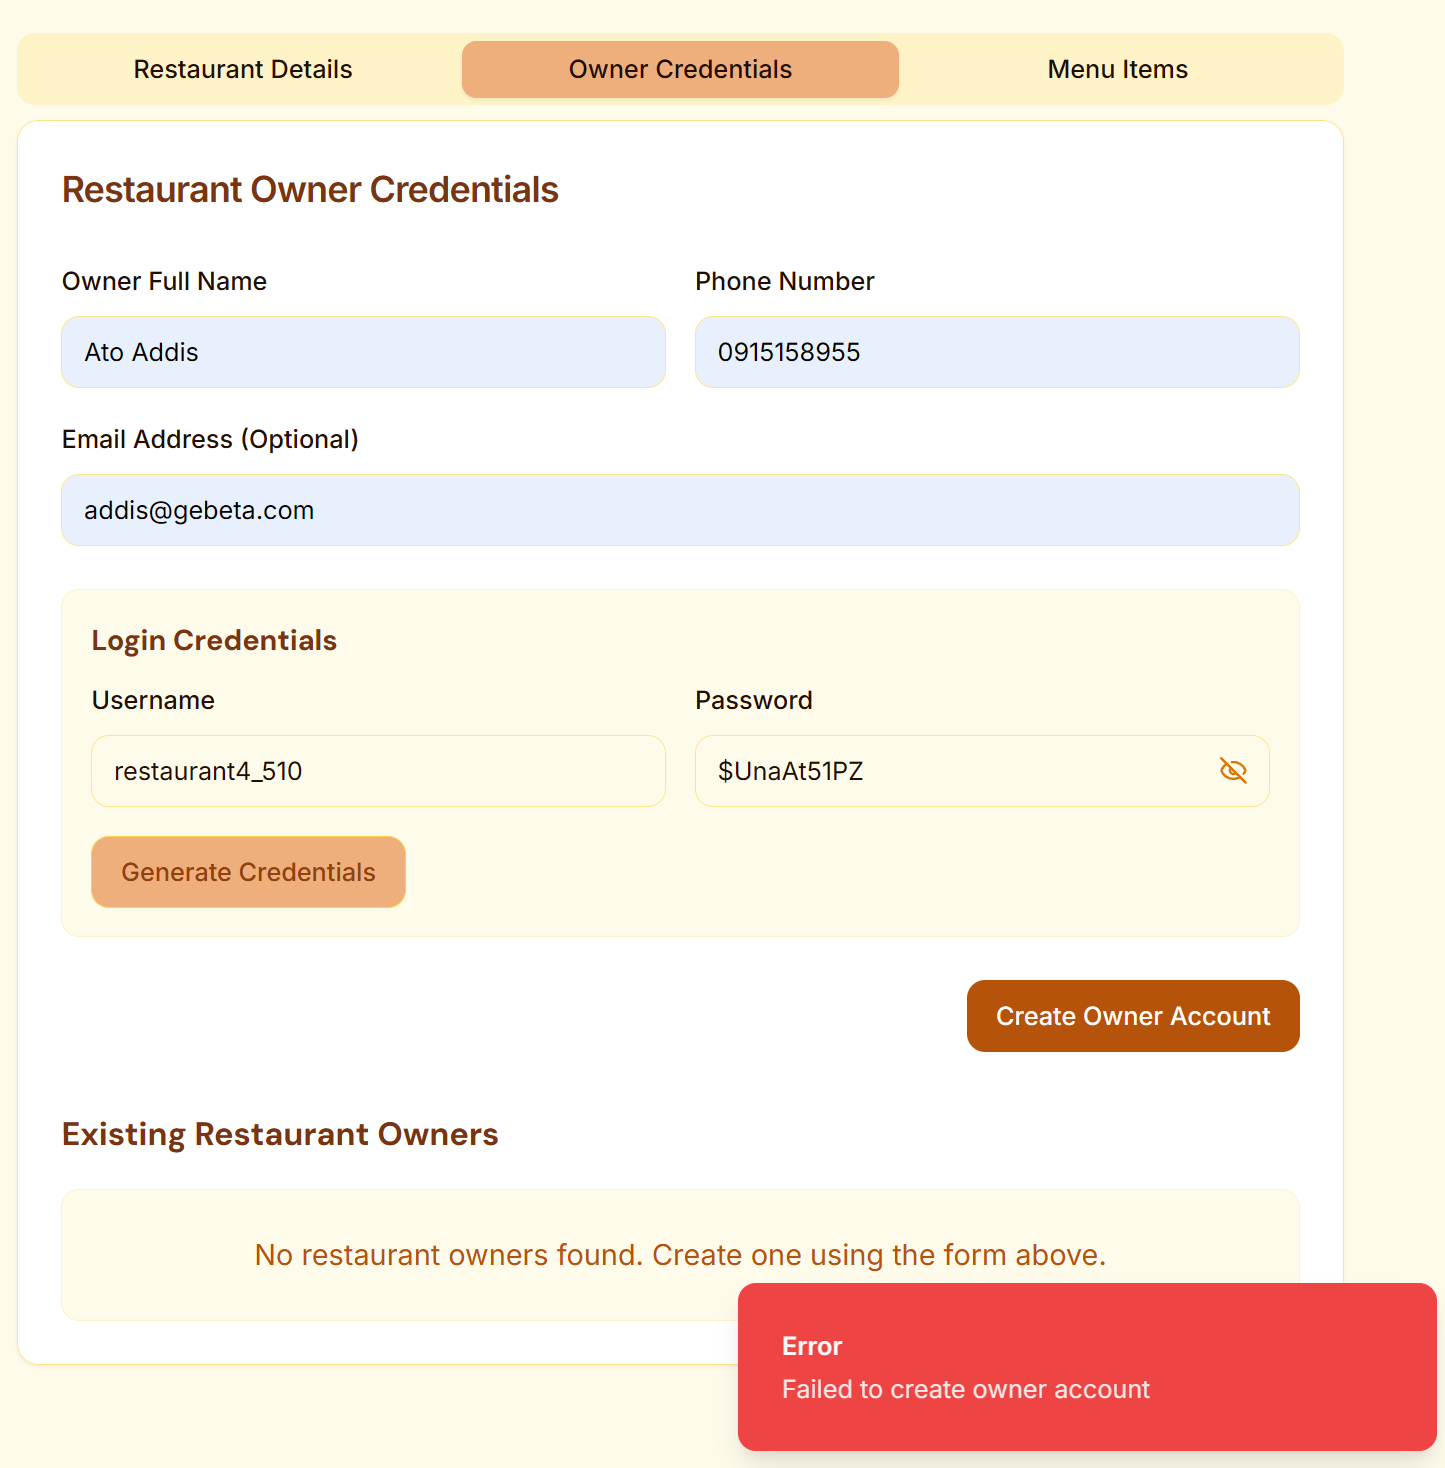 Restaurant Details
Owner Credentials
Menu Items
Restaurant Owner Credentials
Owner Full Name
Phone Number
Ato Addis
0915158955
Email Address (Optional)
addis@gebeta.com
Login Credentials
Username
Password
restaurant4_510
$UnaAt51PZ
Generate Credentials
Create Owner Account
Existing Restaurant Owners
No restaurant owners found. Create one using the form above.
Error
Failed to create owner account